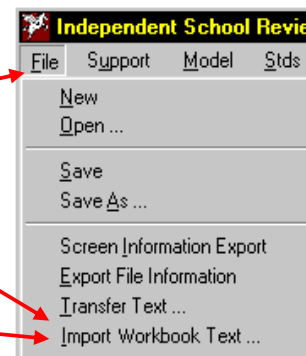 Independent School Revie
File Support Model Stds
New
Open ...
Save
Save As ...
Screen Information Export
Export File Information
Transfer Text ...
Import Workbook Text ...